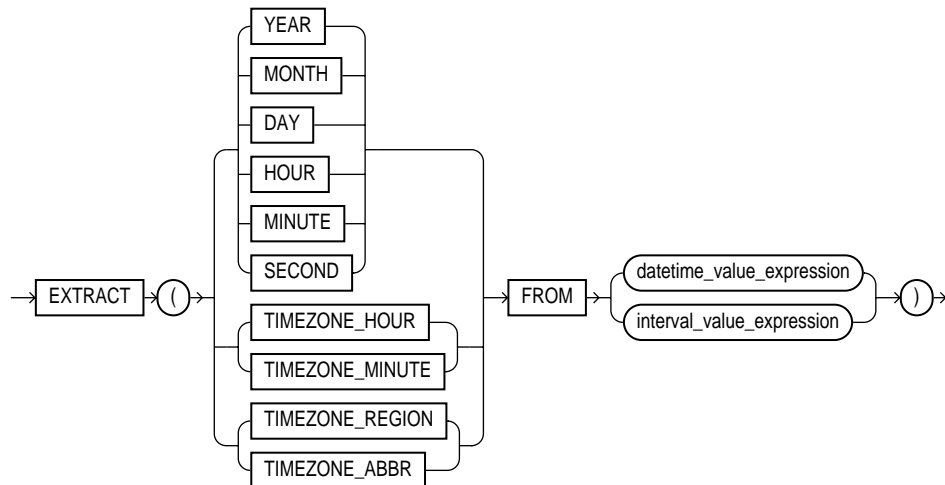 YEAR
MONTH
DAY
HOUR
MINUTE
SECOND
EXTRACT ( FROM datetime_value_expression )
interval_value_expression
TIMEZONE_HOUR
TIMEZONE_MINUTE
TIMEZONE_REGION
TIMEZONE_ABBR